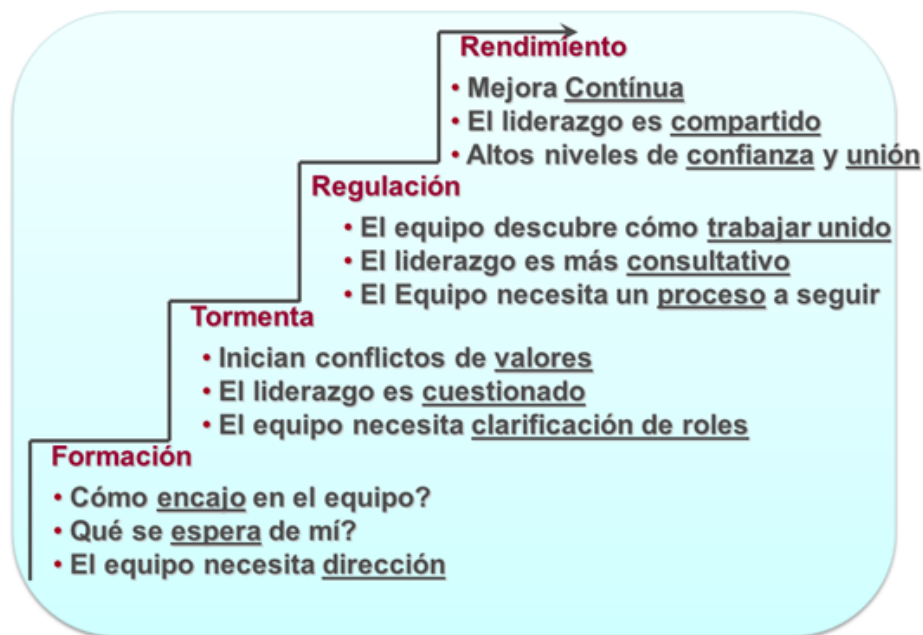 Rendimiento
• Mejora Contínua
• El liderazgo es compartido
• Altos niveles de confianza y unión
Regulación
• El equipo descubre cómo trabajar unido
• El liderazgo es más consultativo
• El Equipo necesita un proceso a seguir
Tormenta
• Inician conflictos de valores
• El liderazgo es cuestionado
• El equipo necesita clarificación de roles
Formación
• Cómo encajo en el equipo?
• Qué se espera de mí?
• El equipo necesita dirección